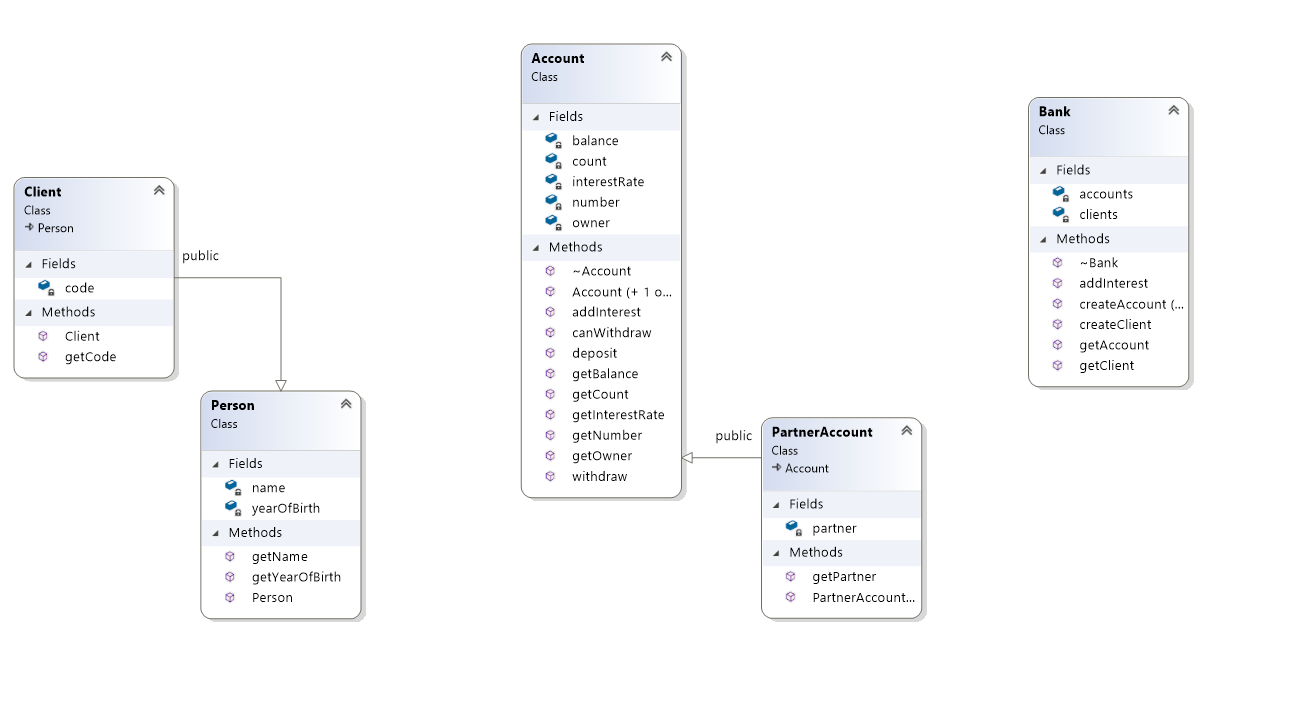 Client
Class
Person
Fields
code
Methods
Client
getCode
public
Person
Class
Fields
name
yearOfBirth
Methods
getName
getYearOfBirth
Person
Account
Class
Fields
balance
count
interestRate
number
owner
Methods
~Account
Account (+ 1 o...
addInterest
canWithdraw
deposit
getBalance
getCount
getInterestRate
getNumber
getOwner
withdraw
public
PartnerAccount
Class
Account
Fields
partner
Methods
getPartner
PartnerAccount...
Bank
Class
Fields
accounts
clients
Methods
~Bank
addInterest
createAccount (...
createClient
getAccount
getClient